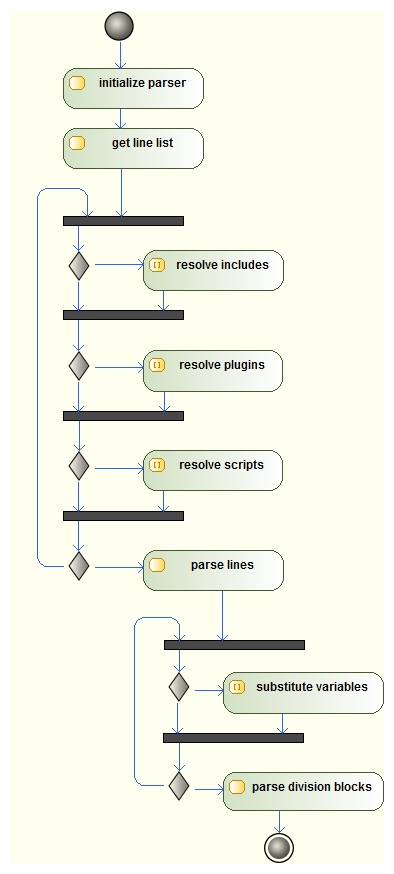 initialize parser
get line list
[ ] resolve includes
[ ] resolve plugins
[ ] resolve scripts
parse lines
[ ] substitute variables
parse division blocks